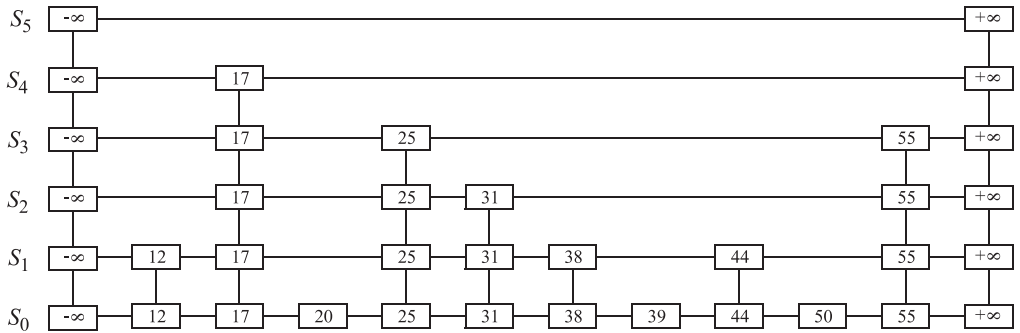 S5 -∞ +∞
S4 -∞ 17 +∞
S3 -∞ 17 25 55 +∞
S2 -∞ 17 25 31 55 +∞
S1 -∞ 12 17 25 31 38 44 55 +∞
S0 -∞ 12 17 20 25 31 38 39 44 50 55 +∞